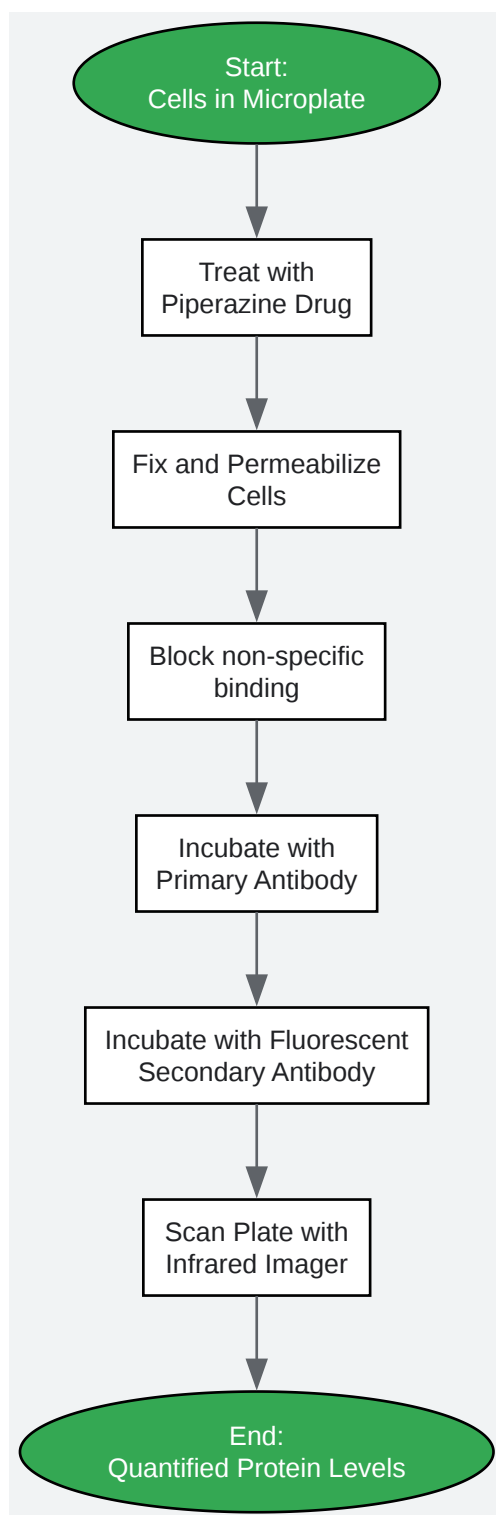 Start:
Cells in Microplate
Treat with
Piperazine Drug
Fix and Permeabilize
Cells
Block non-specific
binding
Incubate with
Primary Antibody
Incubate with Fluorescent
Secondary Antibody
Scan Plate with
Infrared Imager
End:
Quantified Protein Levels